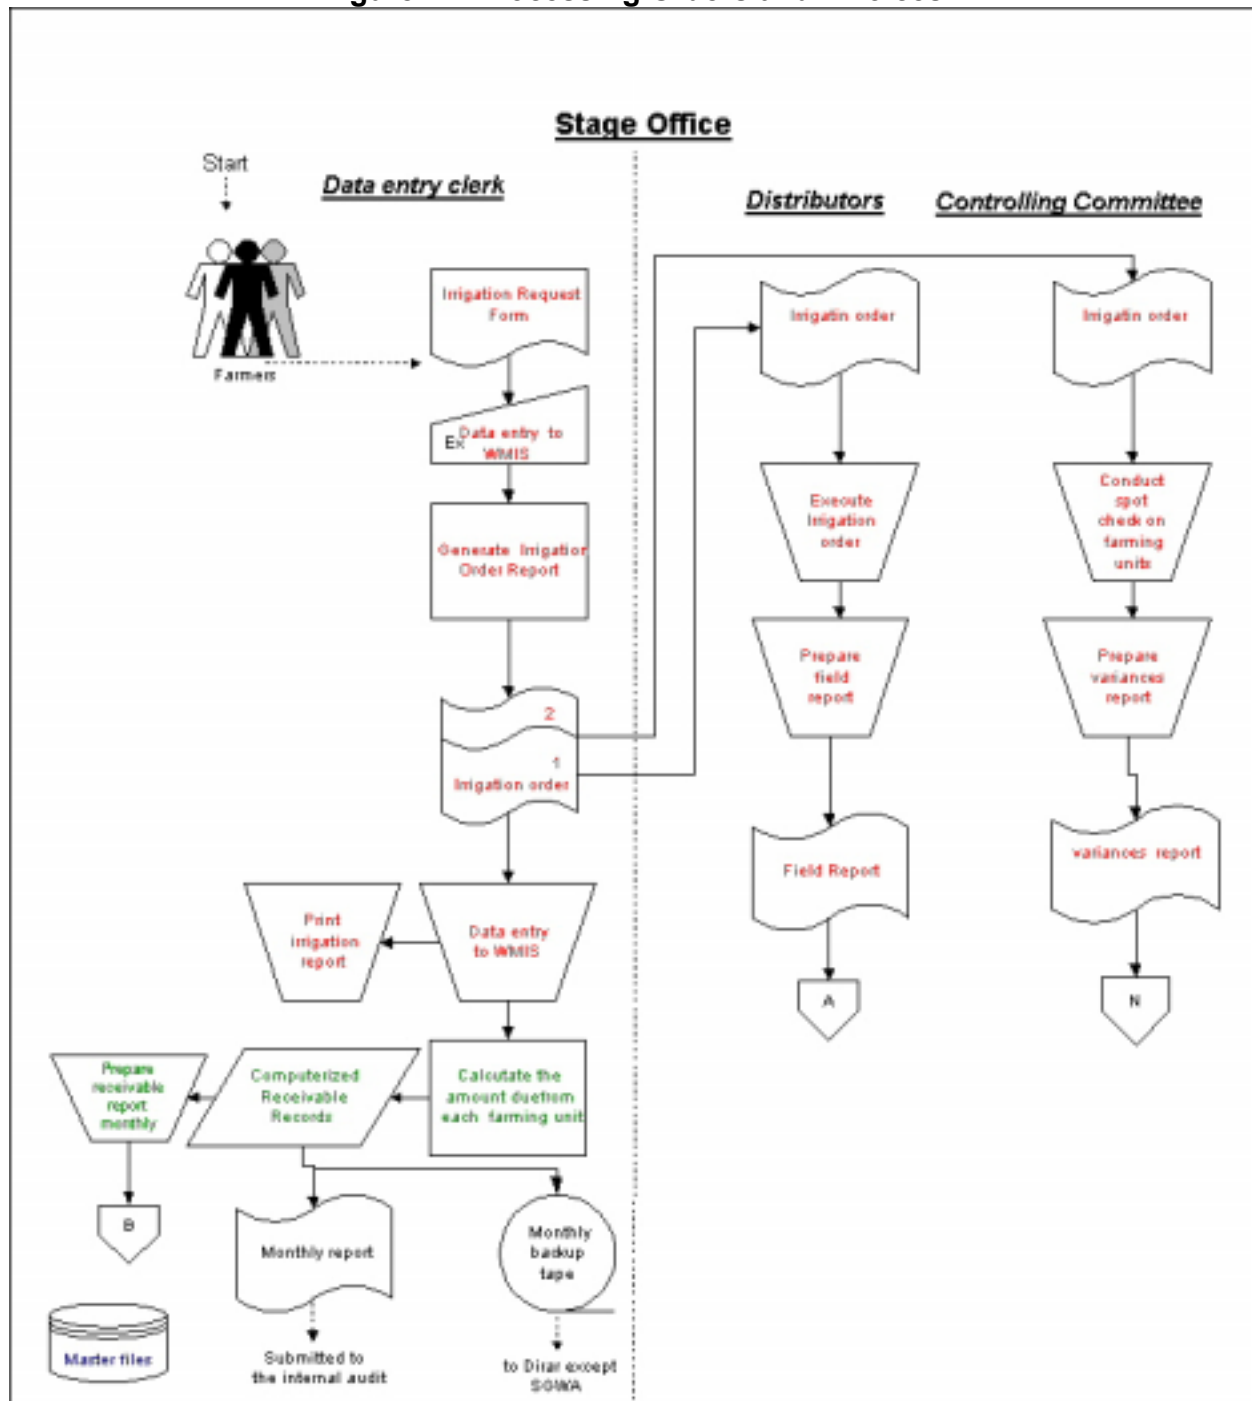 Stage Office
Start
Data entry clerk
Distributors
Controlling Committee
Irrigation Request
Form
Farmers
Irrigatin order
Irrigatin order
Ex
Data entry to
WMIS
Generate Irrigation
Order Report
Execute
Irrigation
order
Conduct
spot
check on
farming
units
Prepare
field
report
Prepare
variances
report
2
1
Irrigation order
Field Report
variances report
Print
irrigation
report
Data entry
to WMIS
A
N
Prepare
receivable
report
monthly
Computerized
Receivable
Records
Calcutate the
amount duefrom
each farming unit
B
Monthly report
Monthly
backup
tape
Master files
Submitted to
the internal audit
to Dirar except
SGWA